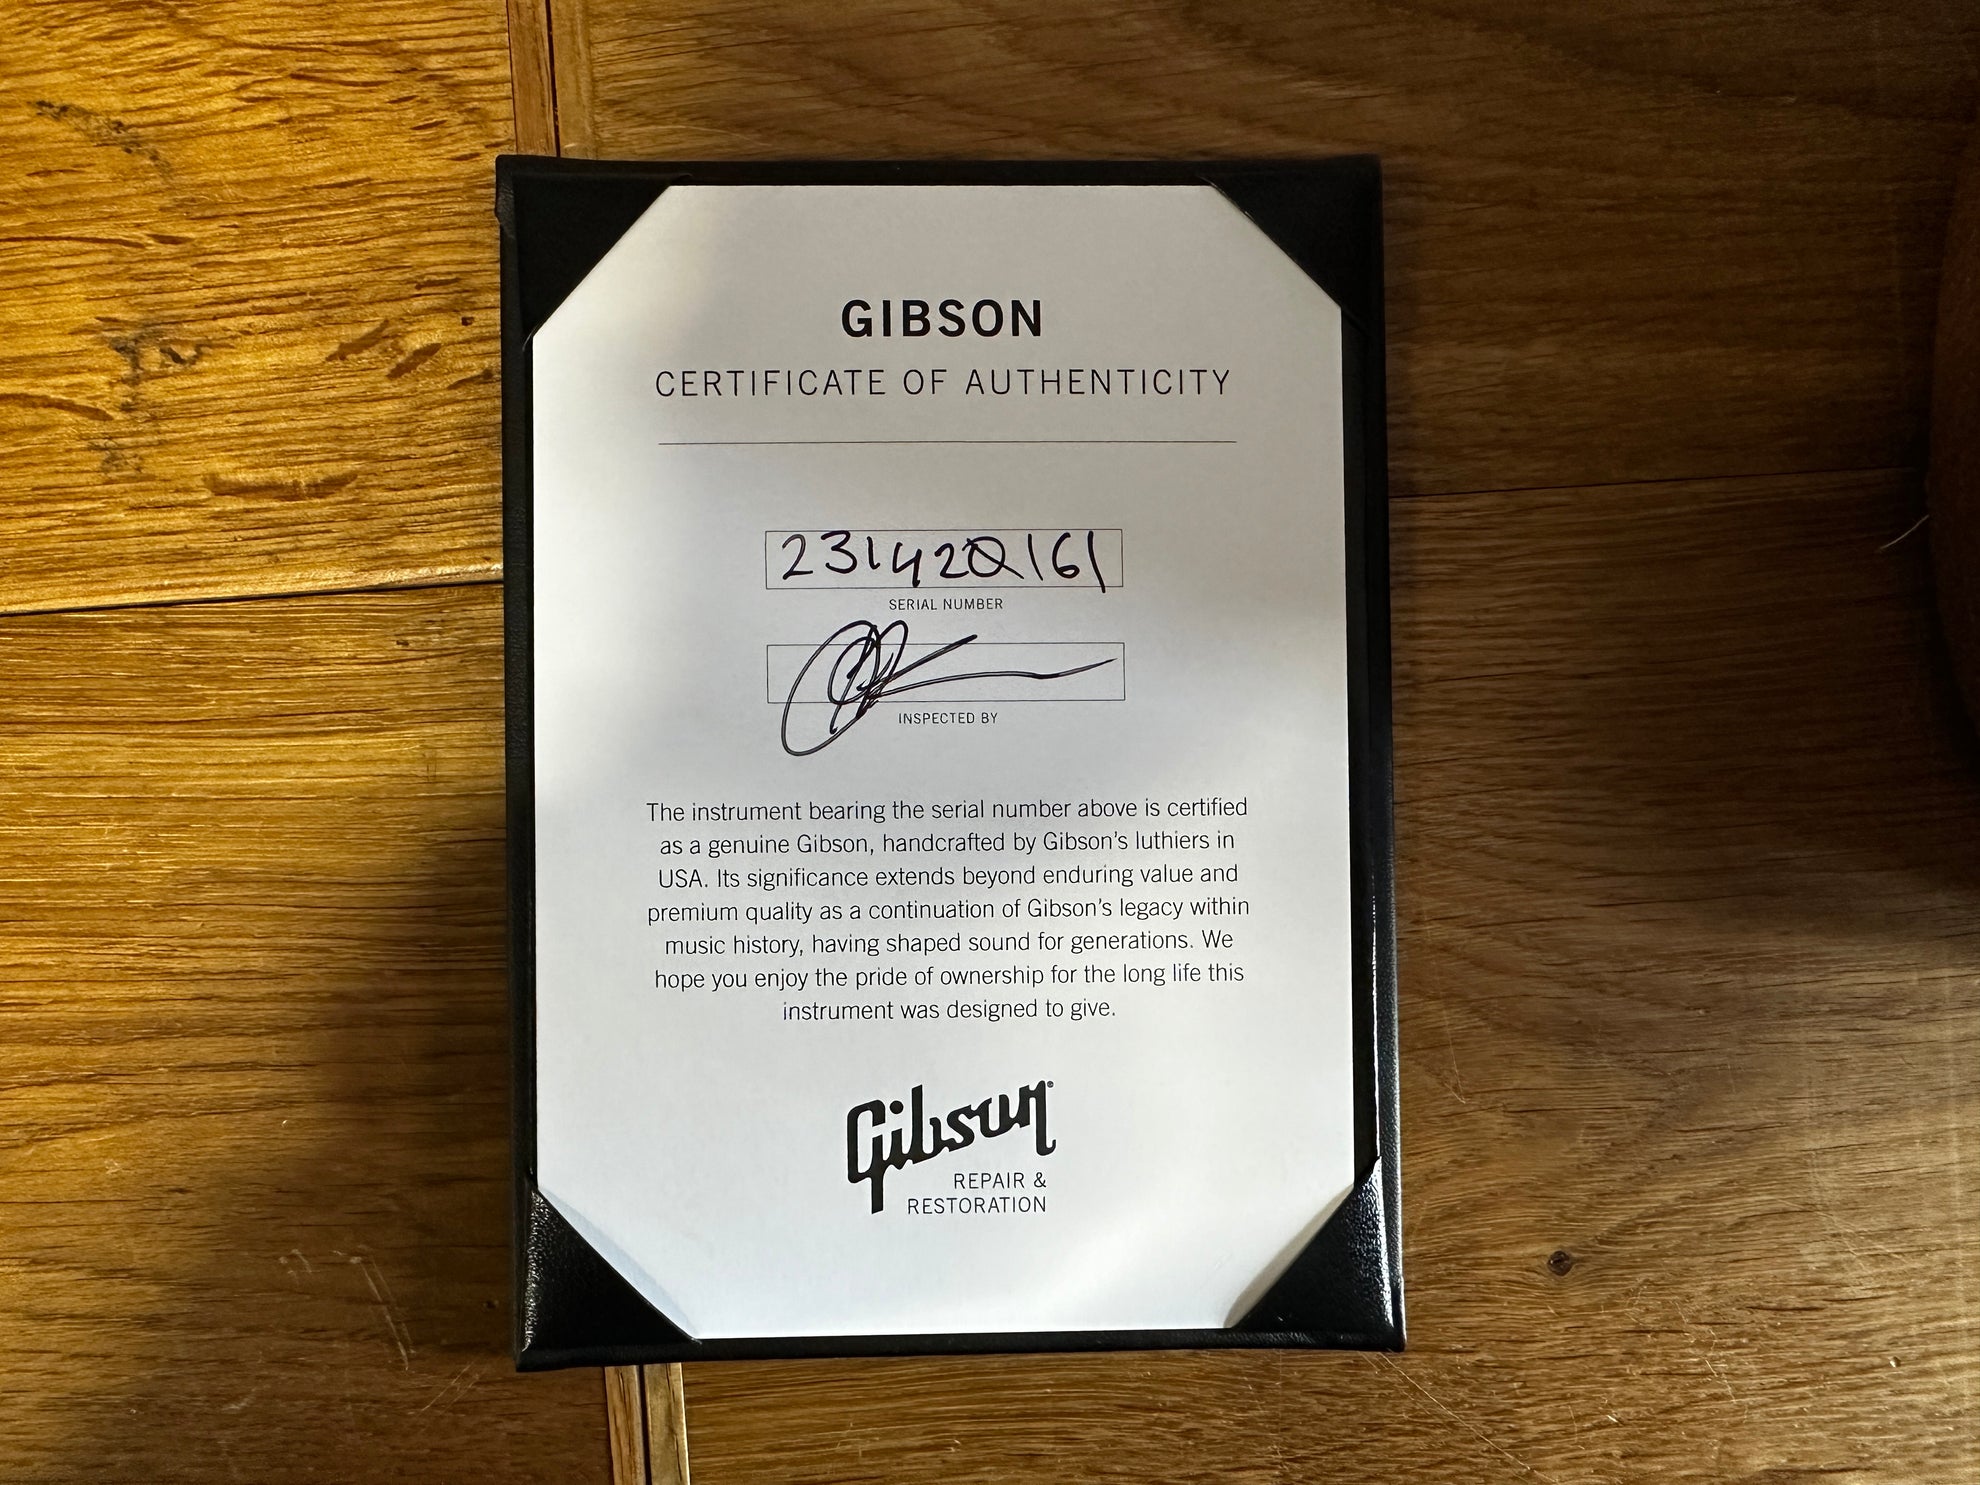 GIBSON
CERTIFICATE OF AUTHENTICITY
231420161
SERIAL NUMBER
INSPECTED BY
The instrument bearing the serial number above is certified
as a genuine Gibson, handcrafted by Gibson's luthiers in
USA. Its significance extends beyond enduring value and
premium quality as a continuation of Gibson's legacy within
music history, having shaped sound for generations. We
hope you enjoy the pride of ownership for the long life this
instrument was designed to give.
Gibson
REPAIR &
RESTORATION